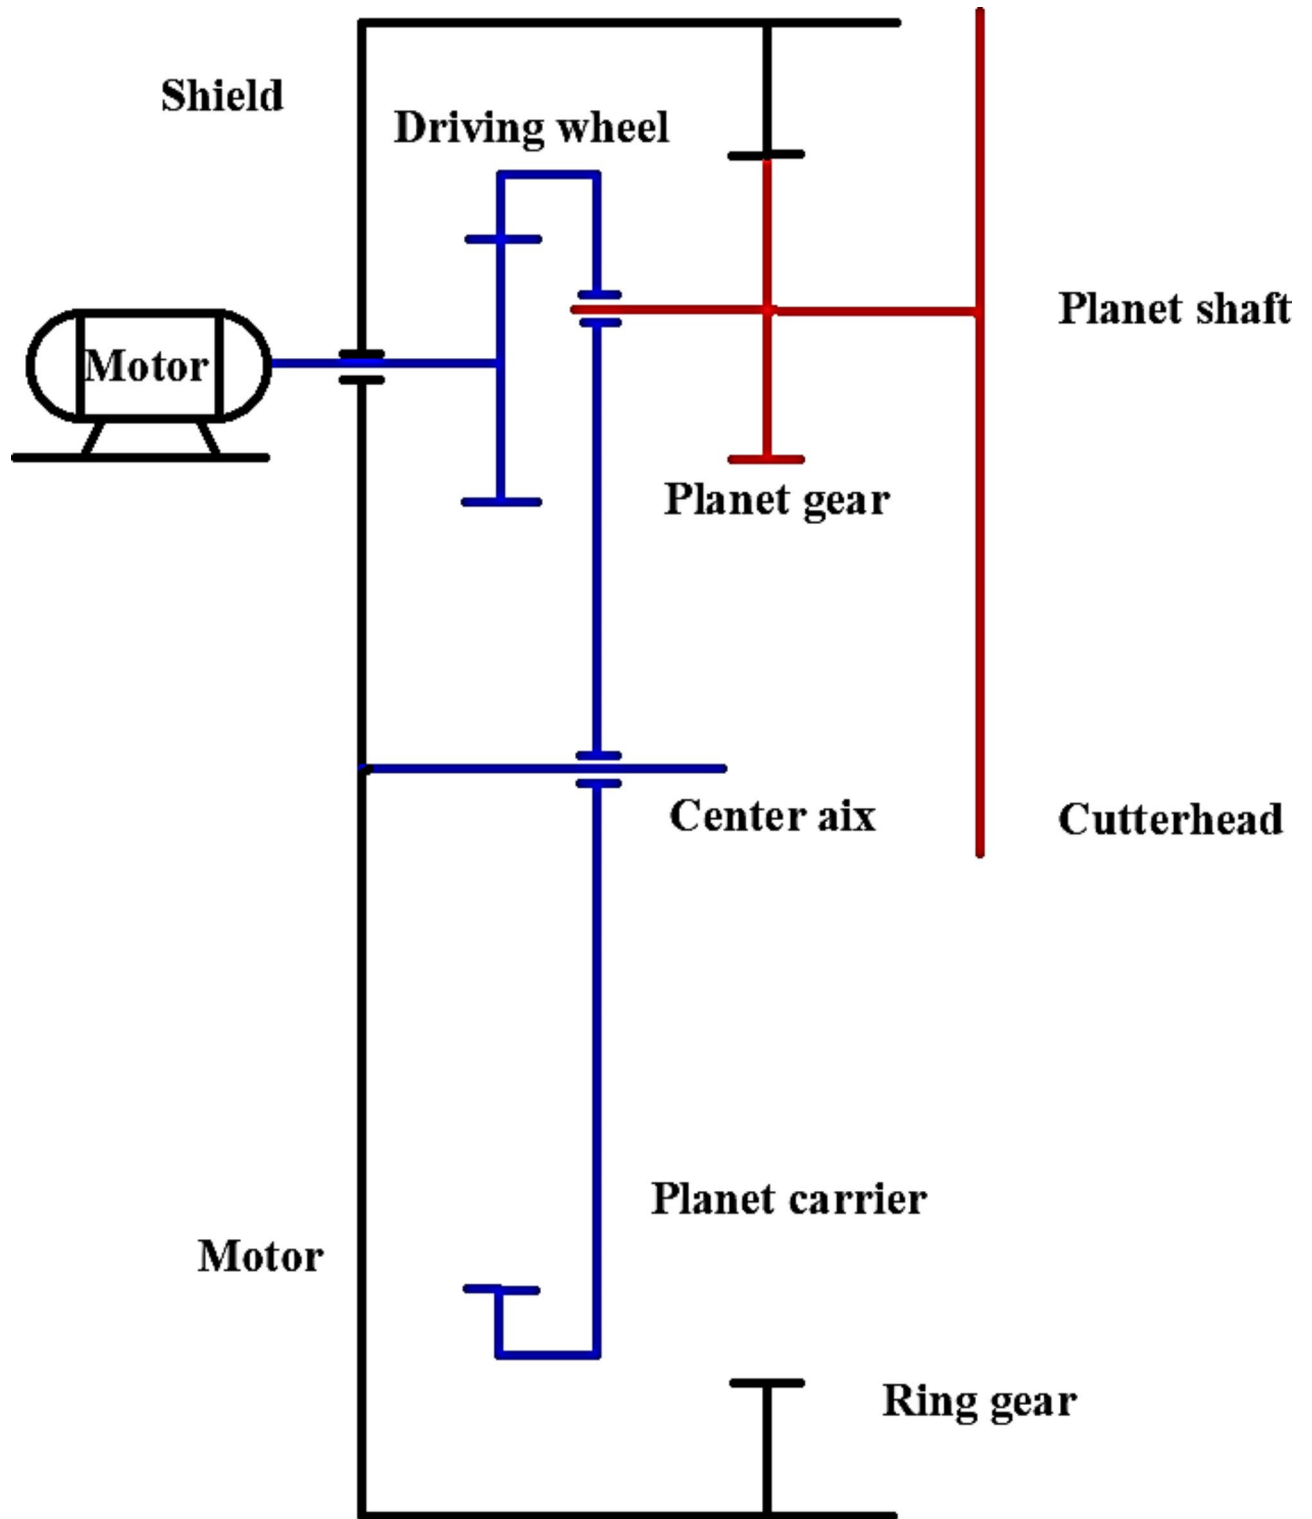 Shield
Driving wheel
Planet shaft
Motor
Planet gear
Center aix
Cutterhead
Planet carrier
Motor
Ring gear